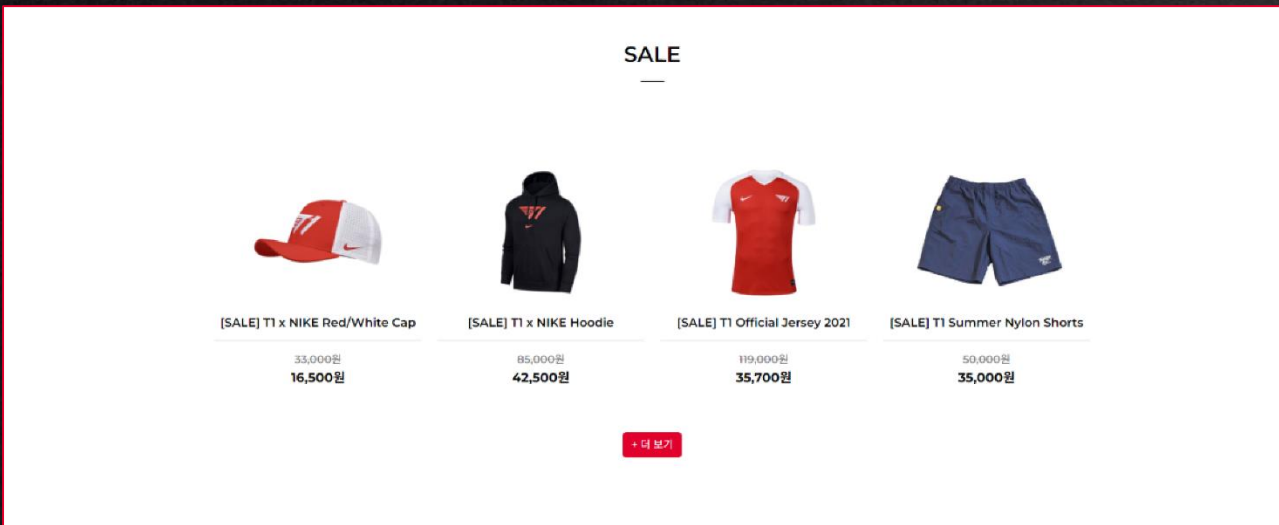 SALE
[SALE] T1 x NIKE Red/White Cap
33,000원
16,500원
[SALE] T1 x NIKE Hoodie
85,000원
42,500원
[SALE] T1 Official Jersey 2021
119,000원
35,700원
[SALE] T1 Summer Nylon Shorts
50,000원
35,000원
+ 더 보기